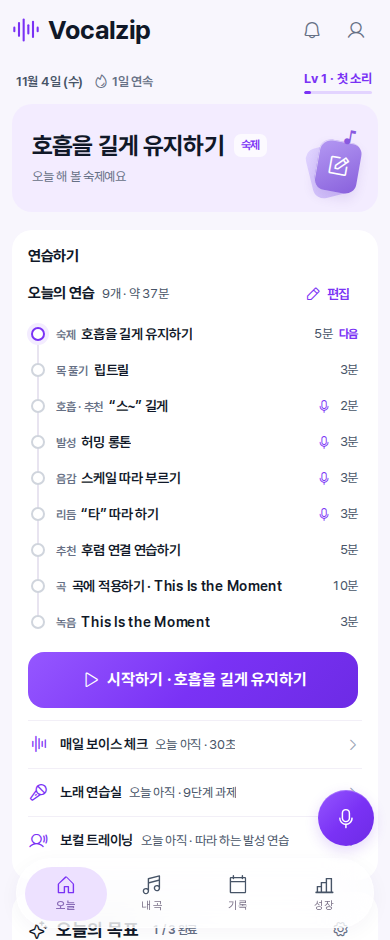 Vocalzip
11월 4일 (수) 1일 연속 Lv 1 · 첫 소리
호흡을 길게 유지하기 숙제
오늘 해 볼 숙제예요
연습하기
오늘의 연습 9개 · 약 37분 편집
숙제 호흡을 길게 유지하기 5분 다음
목 풀기 립트릴 3분
호흡 · 추천 “스~” 길게 2분
발성 허밍 롱톤 3분
음감 스케일 따라 부르기 3분
리듬 “타” 따라 하기 3분
추천 후렴 연결 연습하기 5분
곡 곡에 적용하기 · This Is the Moment 10분
녹음 This Is the Moment 3분
시작하기 · 호흡을 길게 유지하기
매일 보이스 체크 오늘 아직 · 30초
노래 연습실 오늘 아직 · 9단계 과제
보컬 트레이닝 오늘 아직 · 따라 하는 발성 연습
오늘 내 곡 기록 성장
오늘의 목표 1 / 3 완료